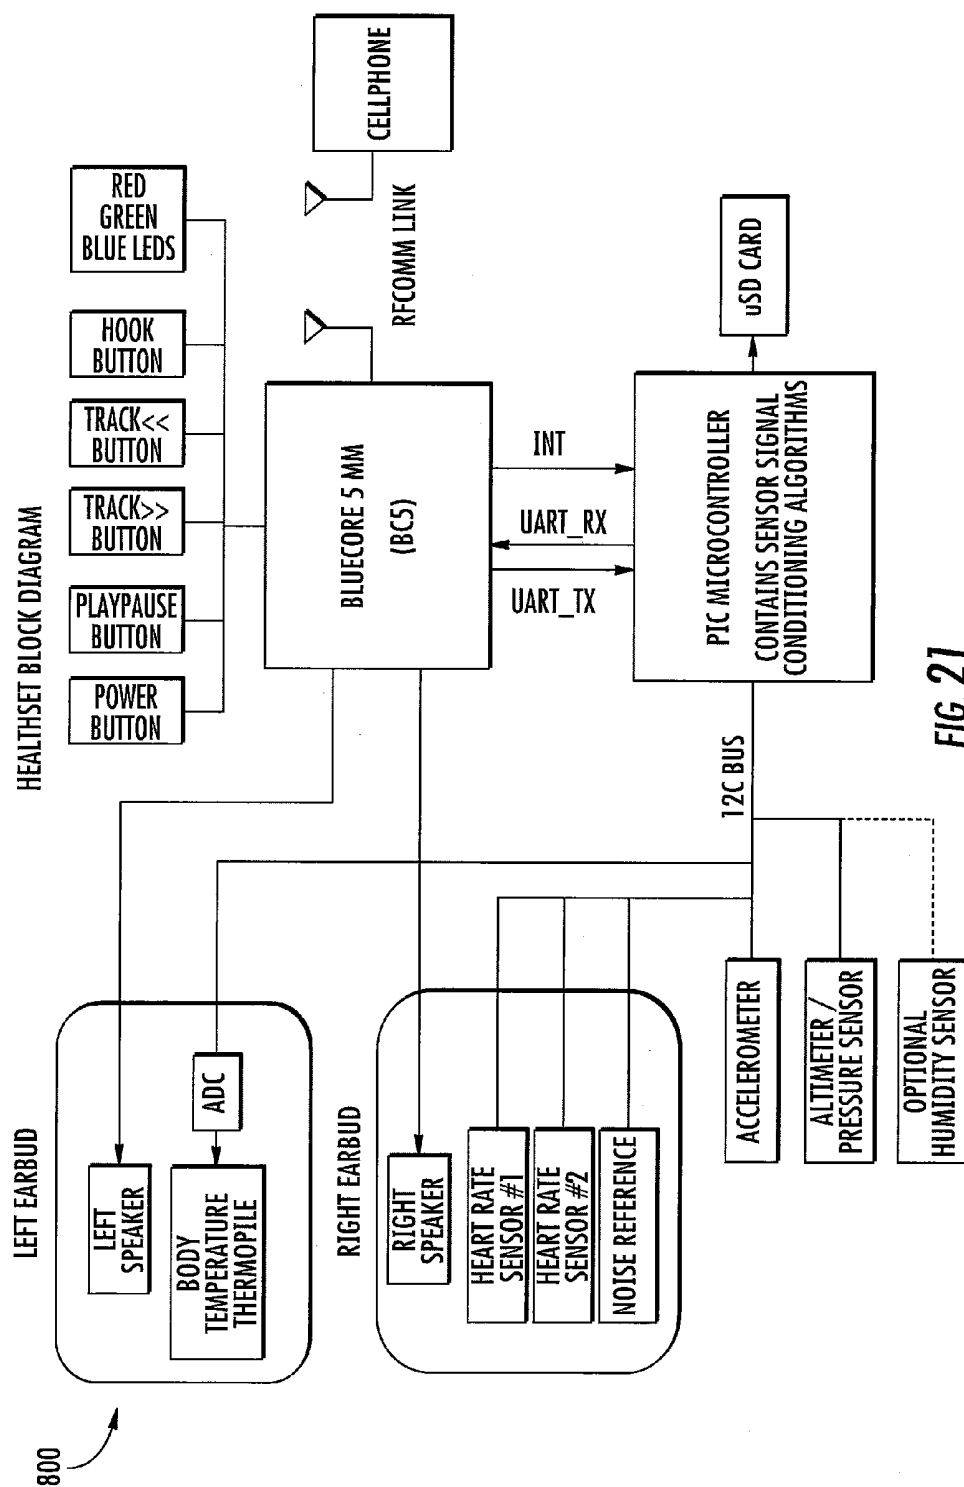 HEALTHSET BLOCK DIAGRAM
800
LEFT EARBUD
LEFT
SPEAKER
BODY
TEMPERATURE
THERMOPILE
ADC
RIGHT EARBUD
RIGHT
SPEAKER
HEART RATE
SENSOR #1
HEART RATE
SENSOR #2
NOISE REFERENCE
ACCELEROMETER
ALTIMETER /
PRESSURE SENSOR
OPTIONAL
HUMIDITY SENSOR
POWER
BUTTON
PLAYPAUSE
BUTTON
TRACK>>
BUTTON
TRACK<<
BUTTON
HOOK
BUTTON
RED
GREEN
BLUE LEDS
BLUECORE 5 MM
(BC5)
RFCOMM LINK
CELLPHONE
UART_TX
UART_RX
INT
12C BUS
PIC MICROCONTROLLER
CONTAINS SENSOR SIGNAL
CONDITIONING ALGORITHMS
uSD CARD
FIG. 21